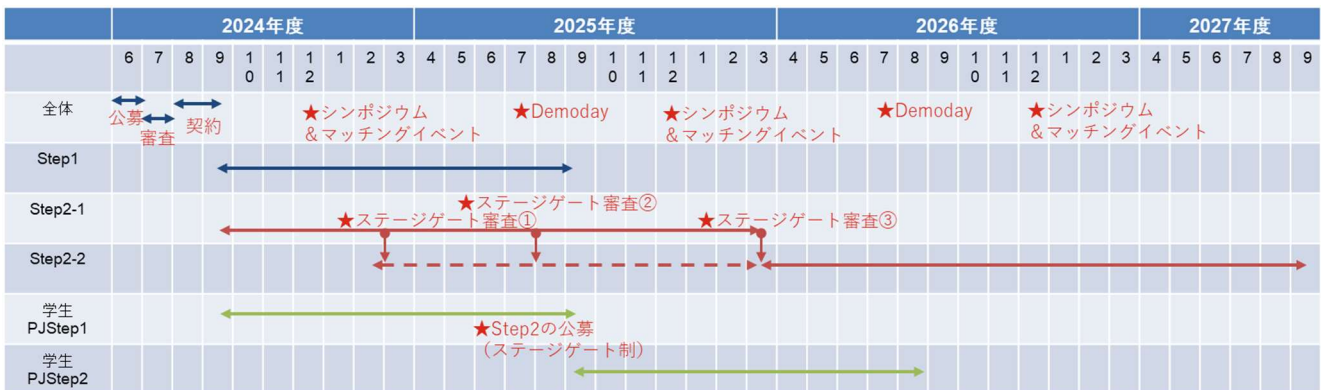 2024年度 2025年度 2026年度 2027年度
6 7 8 9 10 11 12 1 2 3 4 5 6 7 8 9 10 11 12 1 2 3 4 5 6 7 8 9 10 11 12 1 2 3 4 5 6 7 8 9
全体
公募
審査
契約
★シンポジウム
＆マッチングイベント
★Demoday
★シンポジウム
＆マッチングイベント
★Demoday
★シンポジウム
＆マッチングイベント
Step1
Step2-1
★ステージゲート審査①
★ステージゲート審査②
★ステージゲート審査③
Step2-2
学生
PJStep1
★Step2の公募
（ステージゲート制）
学生
PJStep2